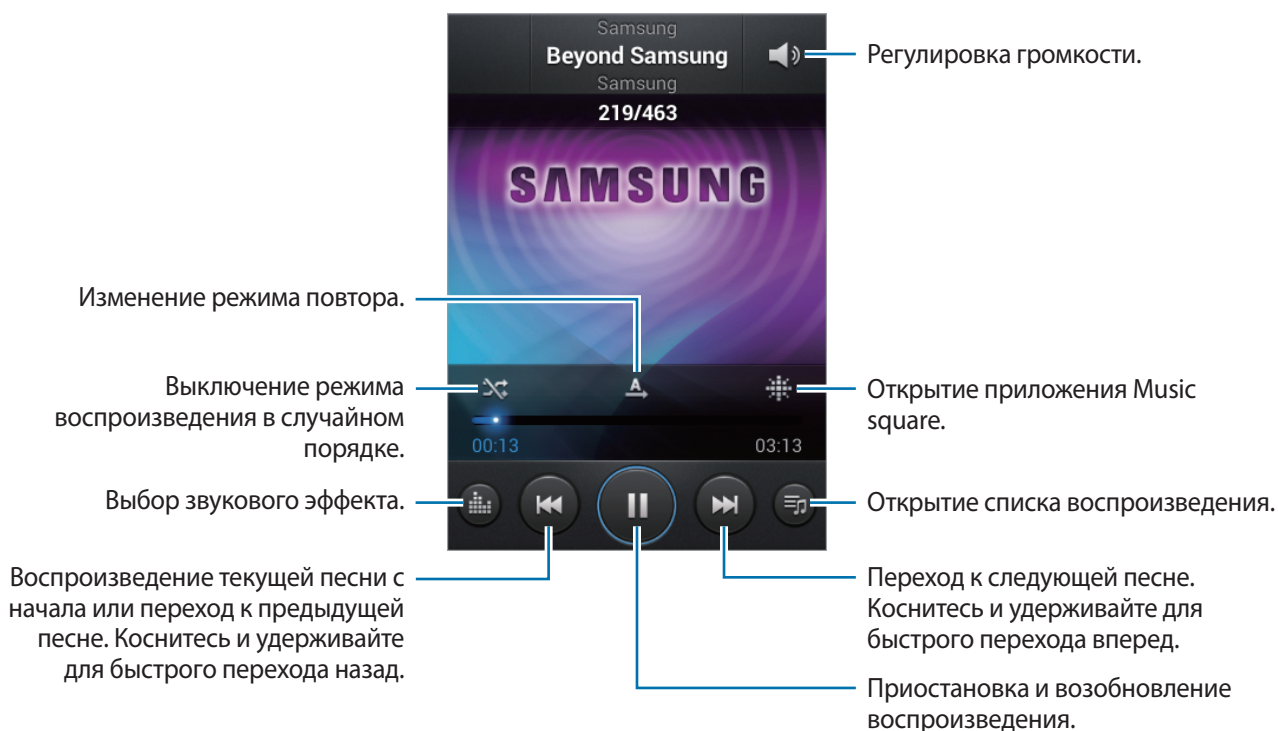 Samsung
Beyond Samsung
Samsung
219/463
Регулировка громкости.
SAMSUNG
Изменение режима повтора.
A
Выключение режима
воспроизведения в случайном
порядке.
Открытие приложения Music
square.
00:13
03:13
Выбор звукового эффекта.
Открытие списка воспроизведения.
Воспроизведение текущей песни с
начала или переход к предыдущей
песне. Коснитесь и удерживайте
для быстрого перехода назад.
Переход к следующей песне.
Коснитесь и удерживайте для
быстрого перехода вперед.
Приостановка и возобновление
воспроизведения.